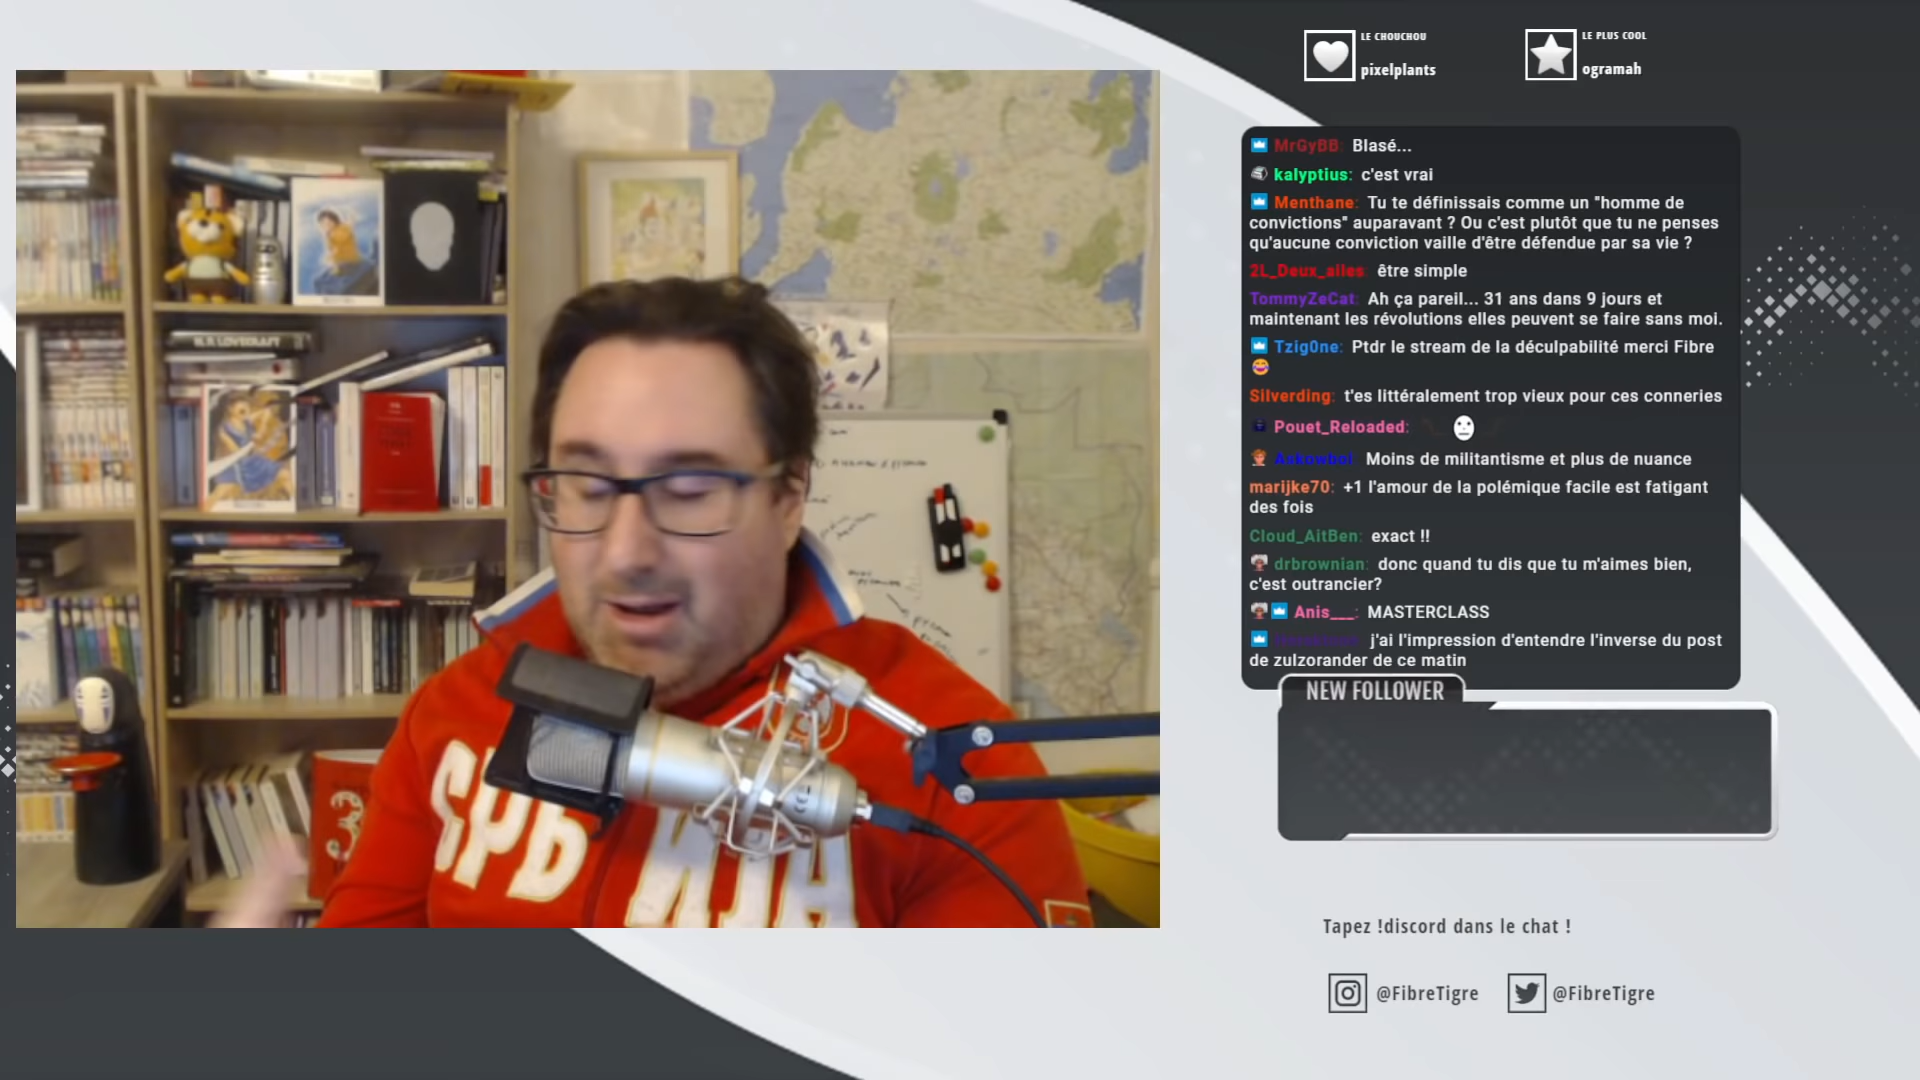 LE CHOUCHOU
pixelplants
LE PLUS COOL
ogramah
MrGyBB: Blasé...
kalyptius: c'est vrai
Menthane: Tu te définissais comme un "homme de
convictions" auparavant ? Ou c'est plutôt que tu ne penses
qu'aucune conviction vaille d'être défendue par sa vie ?
2L_Deux_ailes: être simple
TommyZeCat: Ah ça pareil... 31 ans dans 9 jours et
maintenant les révolutions elles peuvent se faire sans moi.
Tzig0ne: Ptdr le stream de la déculpabilité merci Fibre
Silverding: t'es littéralement trop vieux pour ces conneries
Pouet_Reloaded:
Askowboi: Moins de militantisme et plus de nuance
marijke70: +1 l'amour de la polémique facile est fatigant
des fois
Cloud_AitBen: exact !!
drbrownian: donc quand tu dis que tu m'aimes bien,
c'est outrancier?
Anis___: MASTERCLASS
j'ai l'impression d'entendre l'inverse du post
de zulzorander de ce matin
NEW FOLLOWER
Tapez !discord dans le chat !
@FibreTigre
@FibreTigre
H.P. LOVECRAFT